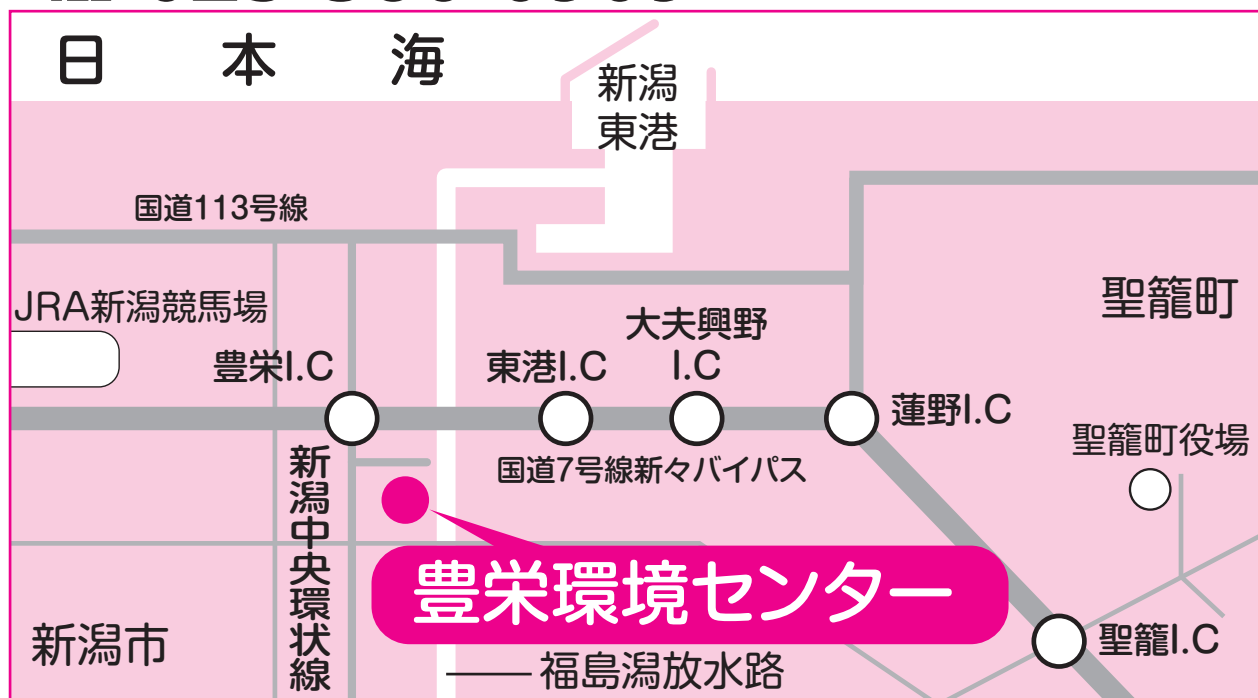 日本海
新潟
東港
国道113号線
JRA新潟競馬場
聖籠町
大夫興野
I.C
豊栄I.C
東港I.C
蓮野I.C
聖籠町役場
国道7号線新々バイパス
新潟中央環状線
豊栄環境センター
新潟市
聖籠I.C
福島潟放水路